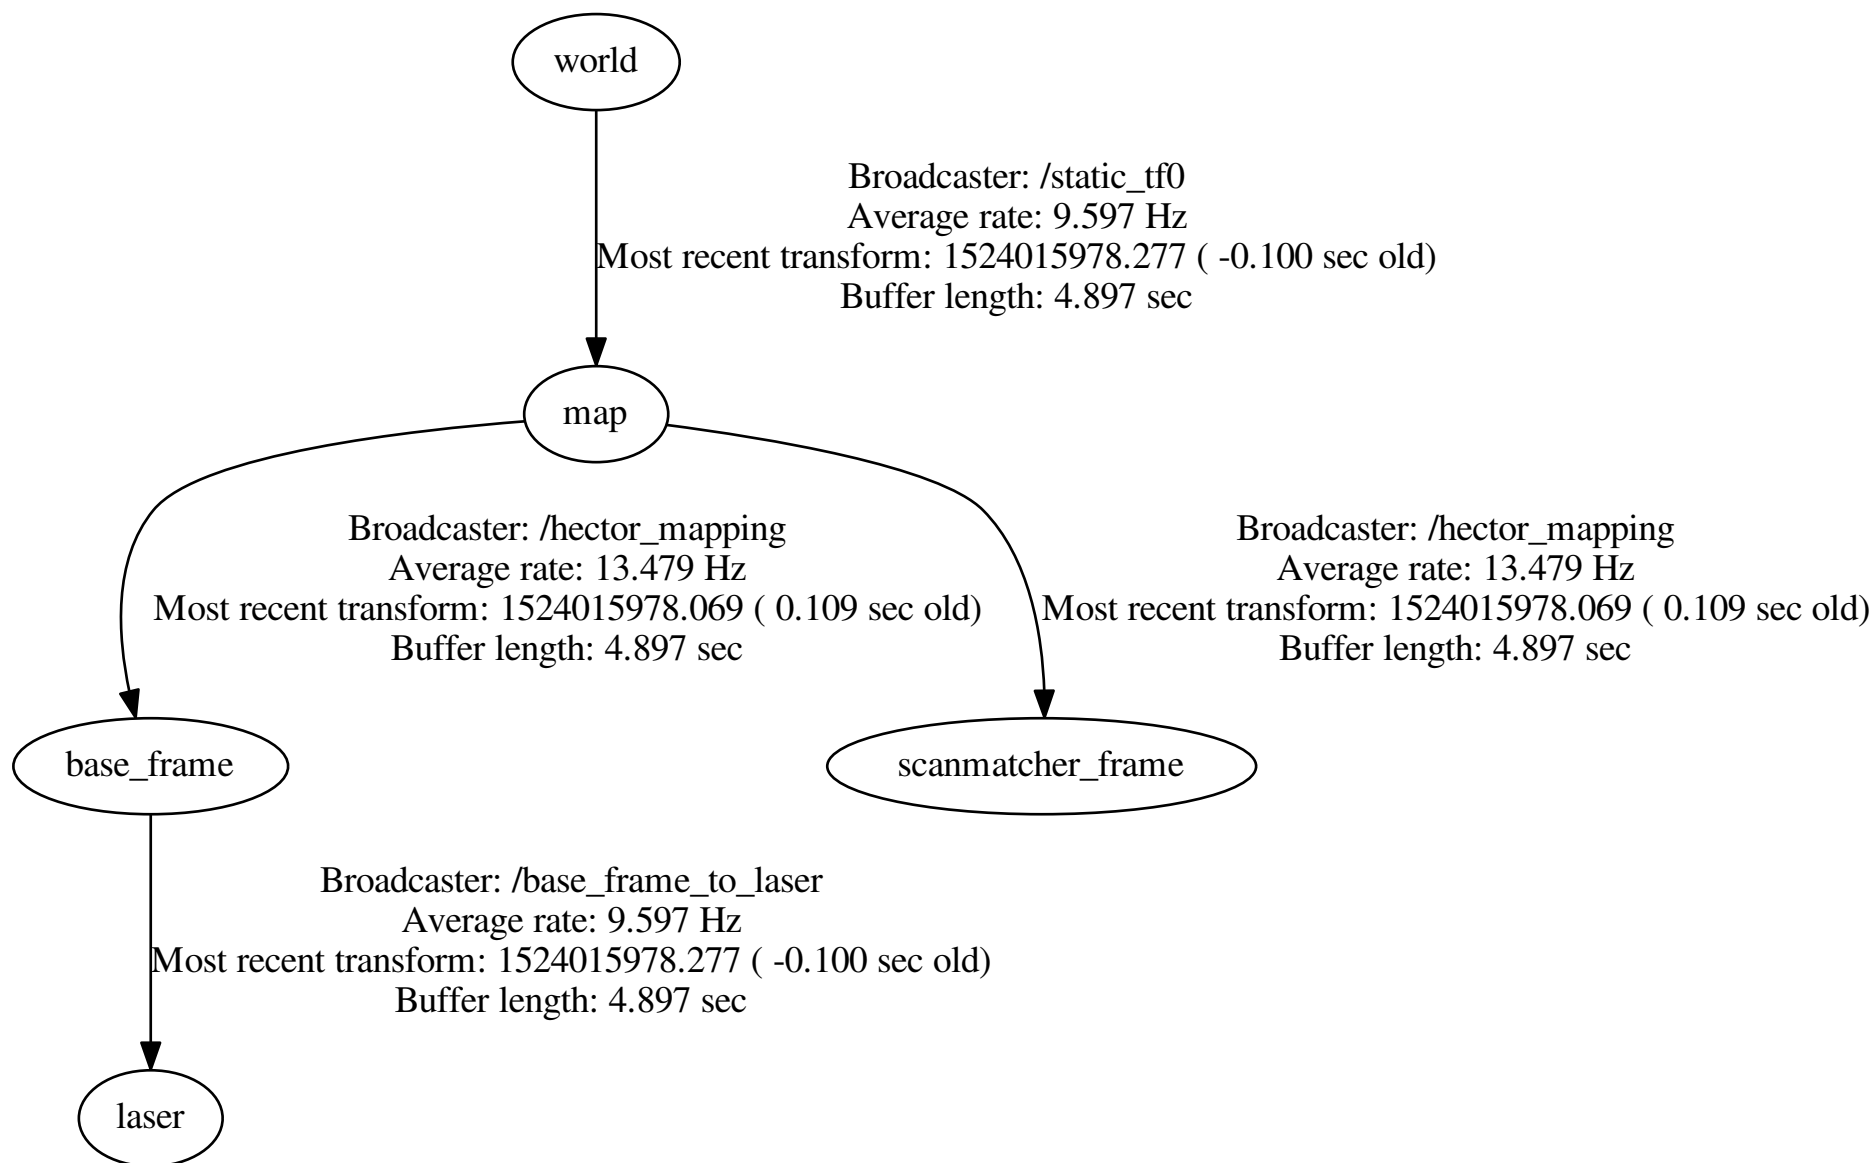 world
Broadcaster: /static_tf0
Average rate: 9.597 Hz
Most recent transform: 1524015978.277 ( -0.100 sec old)
Buffer length: 4.897 sec
map
Broadcaster: /hector_mapping
Average rate: 13.479 Hz
Most recent transform: 1524015978.069 ( 0.109 sec old)
Buffer length: 4.897 sec
Broadcaster: /hector_mapping
Average rate: 13.479 Hz
Most recent transform: 1524015978.069 ( 0.109 sec old)
Buffer length: 4.897 sec
base_frame
scanmatcher_frame
Broadcaster: /base_frame_to_laser
Average rate: 9.597 Hz
Most recent transform: 1524015978.277 ( -0.100 sec old)
Buffer length: 4.897 sec
laser